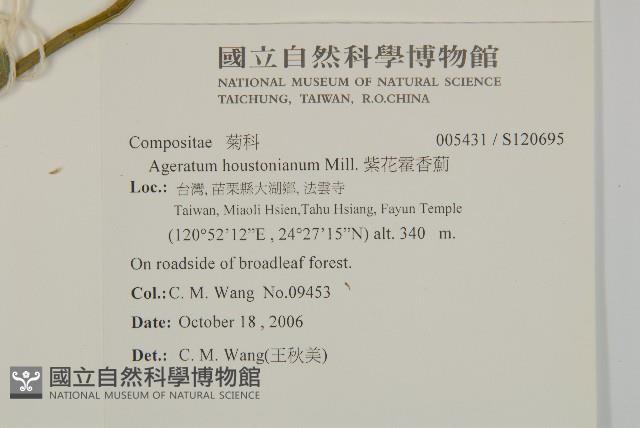 國立自然科學博物館
NATIONAL MUSEUM OF NATURAL SCIENCE
TAICHUNG, TAIWAN, R.O.CHINA
Compositae 菊科 005431 / S120695
Ageratum houstonianum Mill. 紫花霍香薊
Loc.: 台灣, 苗栗縣大湖鄉, 法雲寺
Taiwan, Miaoli Hsien,Tahu Hsiang, Fayun Temple
(120°52’12”E , 24°27’15”N) alt. 340 m.
On roadside of broadleaf forest.
Col.: C. M. Wang No.09453
Date: October 18 , 2006
Det.: C. M. Wang(王秋美)
國立自然科學博物館
NATIONAL MUSEUM OF NATURAL SCIENCE